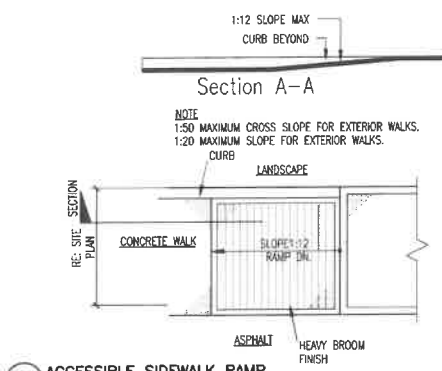 1:12 SLOPE MAX
CURB BEYOND
Section A-A
NOTE
1:50 MAXIMUM CROSS SLOPE FOR EXTERIOR WALKS.
1:20 MAXIMUM SLOPE FOR EXTERIOR WALKS.
CURB
LANDSCAPE
RE: SITE SECTION
PLAN
CONCRETE WALK
SLOPE1:12
RAMP DN.
ASPHALT
HEAVY BROOM
FINISH
ACCESSIBLE SIDEWALK RAMP